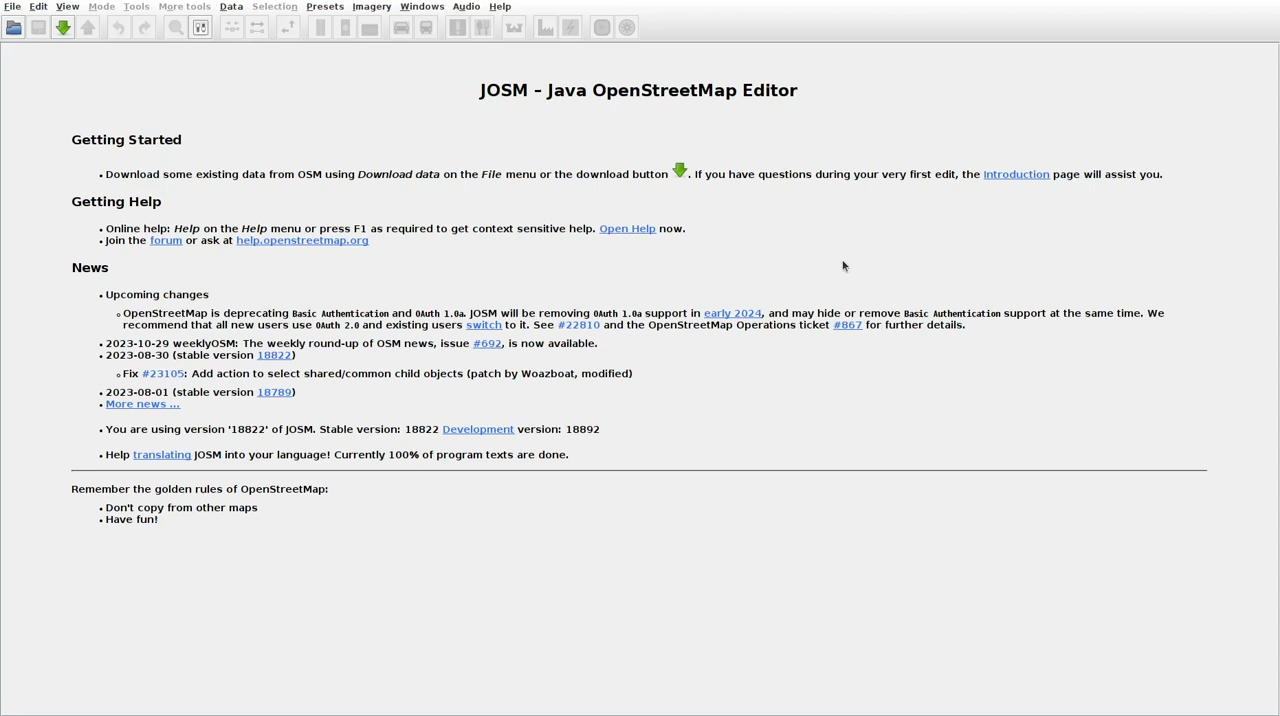 File Edit View Mode Tools More tools Data Selection Presets Imagery Windows Audio Help
JOSM – Java OpenStreetMap Editor
Getting Started
• Download some existing data from OSM using Download data on the File menu or the download button . If you have questions during your very first edit, the Introduction page will assist you.
Getting Help
• Online help: Help on the Help menu or press F1 as required to get context sensitive help. Open Help now.
• Join the forum or ask at help.openstreetmap.org
News
• Upcoming changes
◦ OpenStreetMap is deprecating Basic Authentication and OAuth 1.0a. JOSM will be removing OAuth 1.0a support in early 2024, and may hide or remove Basic Authentication support at the same time. We
recommend that all new users use OAuth 2.0 and existing users switch to it. See #22810 and the OpenStreetMap Operations ticket #867 for further details.
• 2023-10-29 weeklyOSM: The weekly round-up of OSM news, issue #692, is now available.
• 2023-08-30 (stable version 18822)
◦ Fix #23105: Add action to select shared/common child objects (patch by Woazboat, modified)
• 2023-08-01 (stable version 18789)
• More news ...
• You are using version '18822' of JOSM. Stable version: 18822 Development version: 18892
• Help translating JOSM into your language! Currently 100% of program texts are done.
Remember the golden rules of OpenStreetMap:
• Don't copy from other maps
• Have fun!